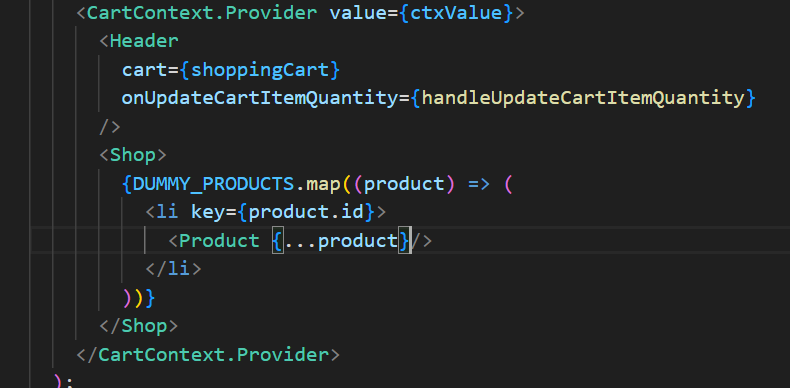 <CartContext.Provider value={ctxValue}>
<Header
cart={shoppingCart}
onUpdateCartItemQuantity={handleUpdateCartItemQuantity}
/>
<Shop>
{DUMMY_PRODUCTS.map((product) => (
<li key={product.id}>
<Product {...product}/>
</li>
))}
</Shop>
</CartContext.Provider>
);